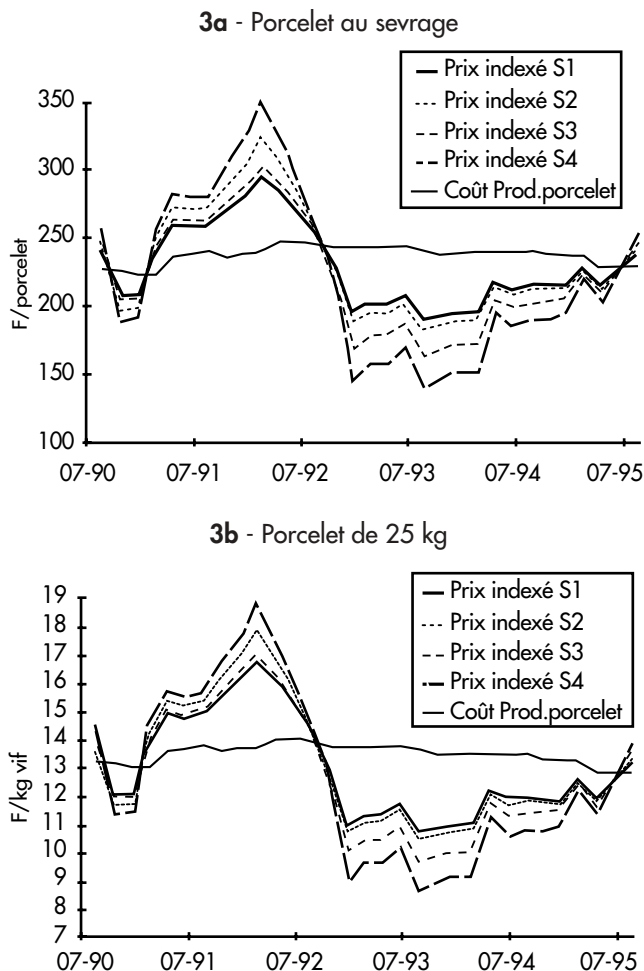 3a - Porcelet au sevrage
Prix indexé S1
Prix indexé S2
Prix indexé S3
Prix indexé S4
Coût Prod.porcelet
F/porcelet
350
300
250
200
150
100
07-90 07-91 07-92 07-93 07-94 07-95
3b - Porcelet de 25 kg
Prix indexé S1
Prix indexé S2
Prix indexé S3
Prix indexé S4
Coût Prod.porcelet
F/kg vif
19
18
17
16
15
14
13
12
11
10
9
8
7
07-90 07-91 07-92 07-93 07-94 07-95